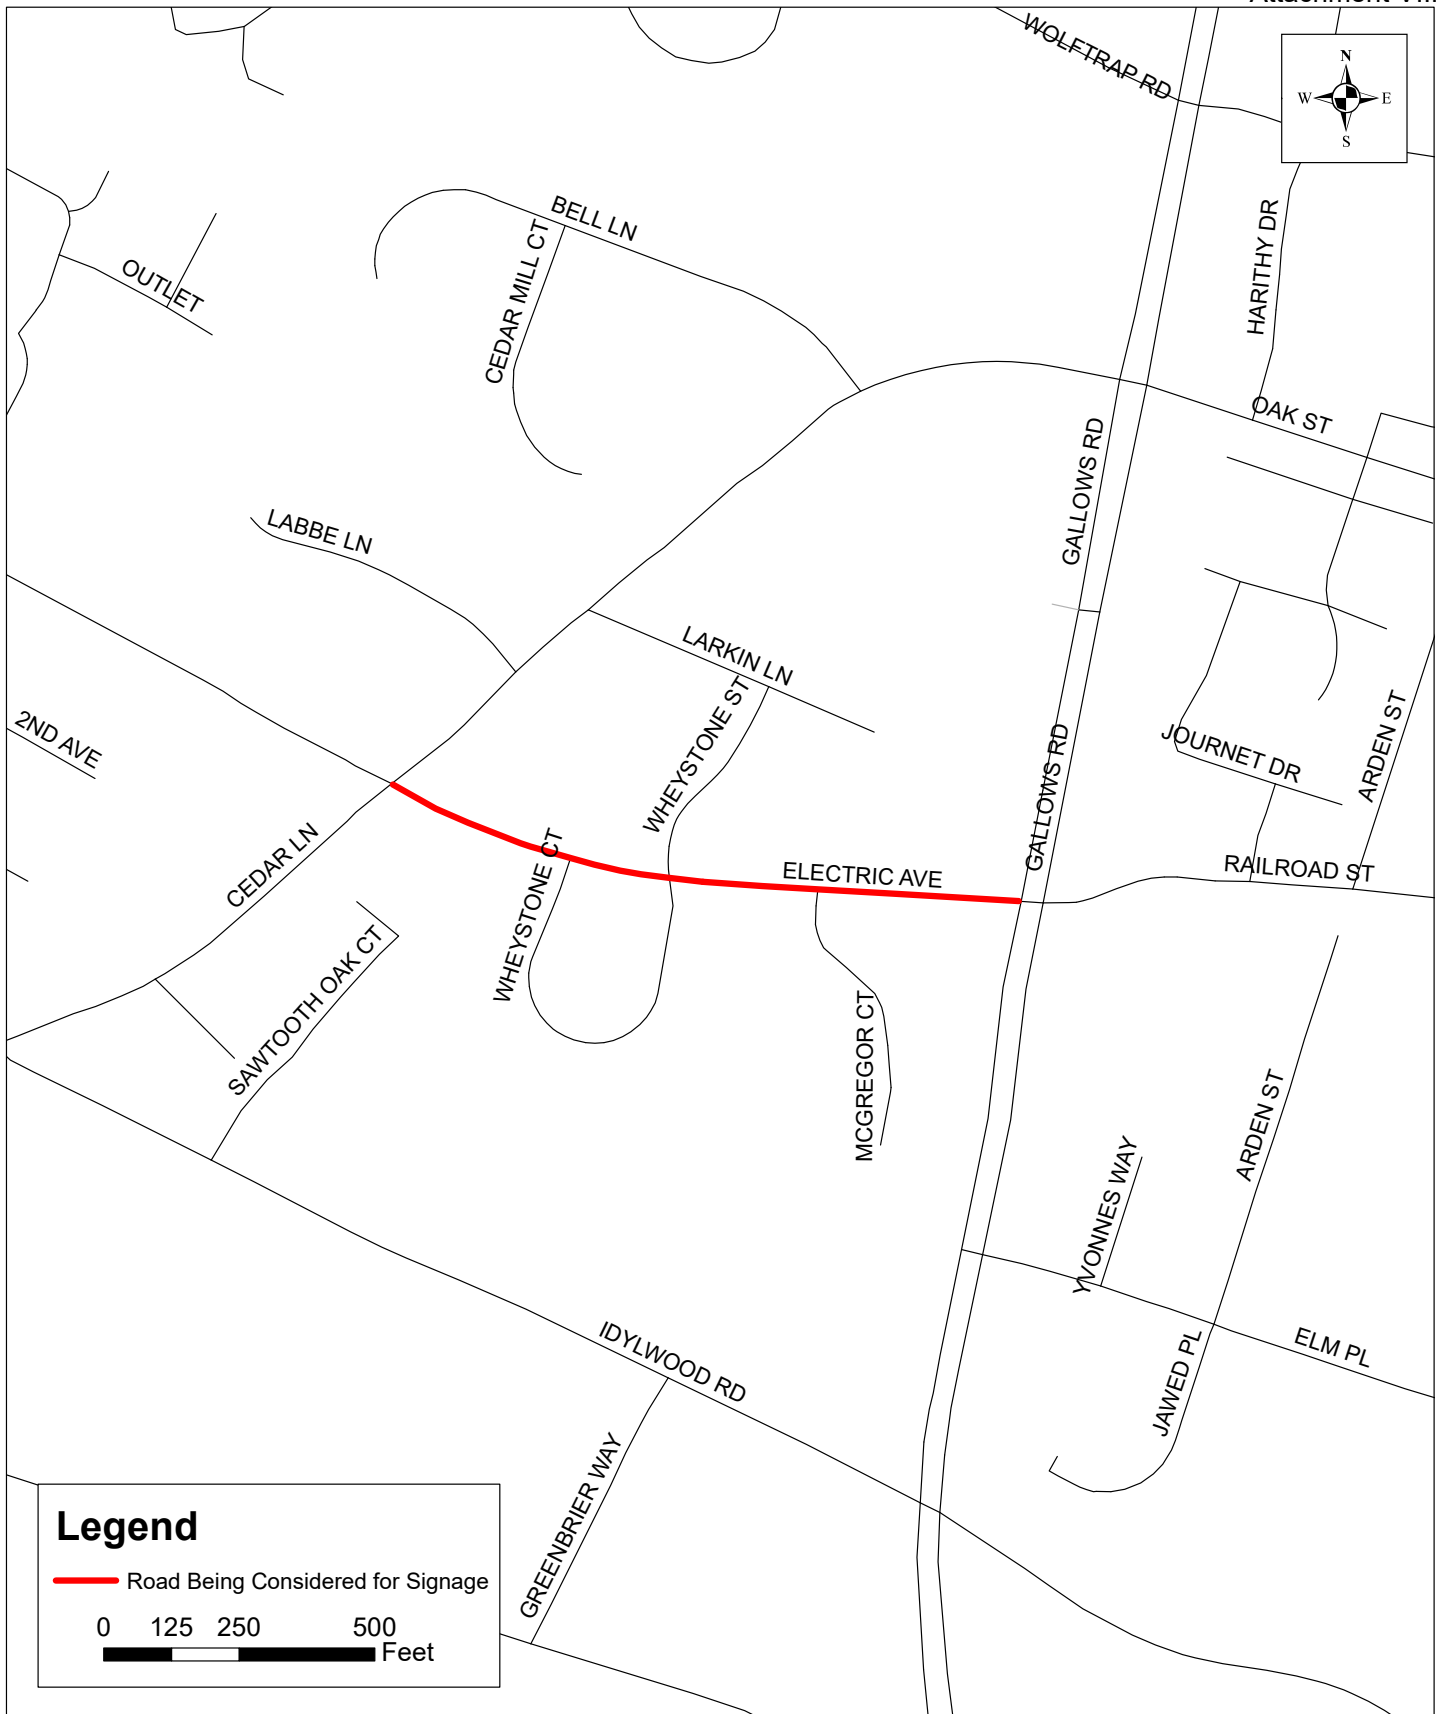 WOLFTRAP RD
N
W E
S
BELL LN
CEDAR MILL CT
HARITHY DR
OUTLET
OAK ST
GALLOWS RD
LABBE LN
LARKIN LN
WHEYSTONE ST
2ND AVE
JOURNET DR
ARDEN ST
GALLOWS RD
CEDAR LN
WHEYSTONE CT
ELECTRIC AVE
RAILROAD ST
SAWTOOTH OAK CT
MCGREGOR CT
ARDEN ST
YVONNES WAY
IDYLWOOD RD
JAWED PL
ELM PL
GREENBRIER WAY
Legend
Road Being Considered for Signage
0 125 250 500
Feet